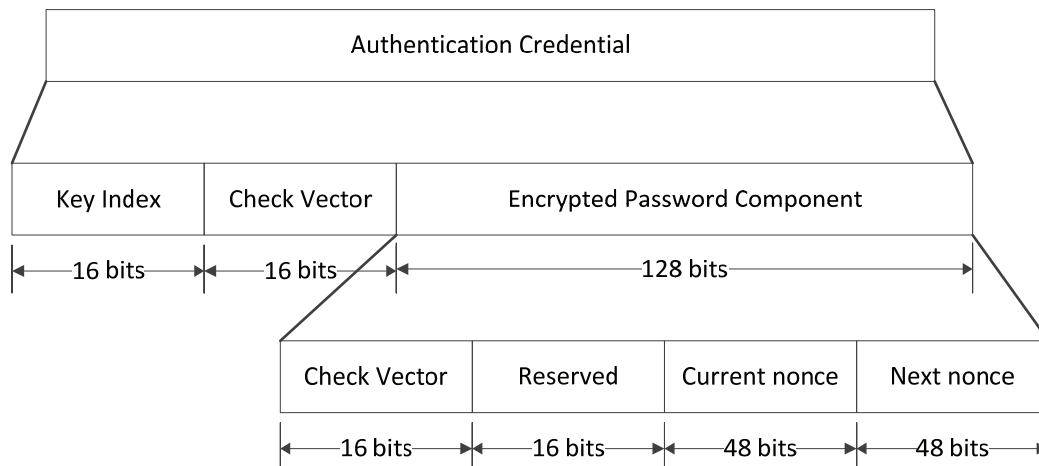 Authentication Credential
Key Index Check Vector Encrypted Password Component
16 bits 16 bits 128 bits
Check Vector Reserved Current nonce Next nonce
16 bits 16 bits 48 bits 48 bits